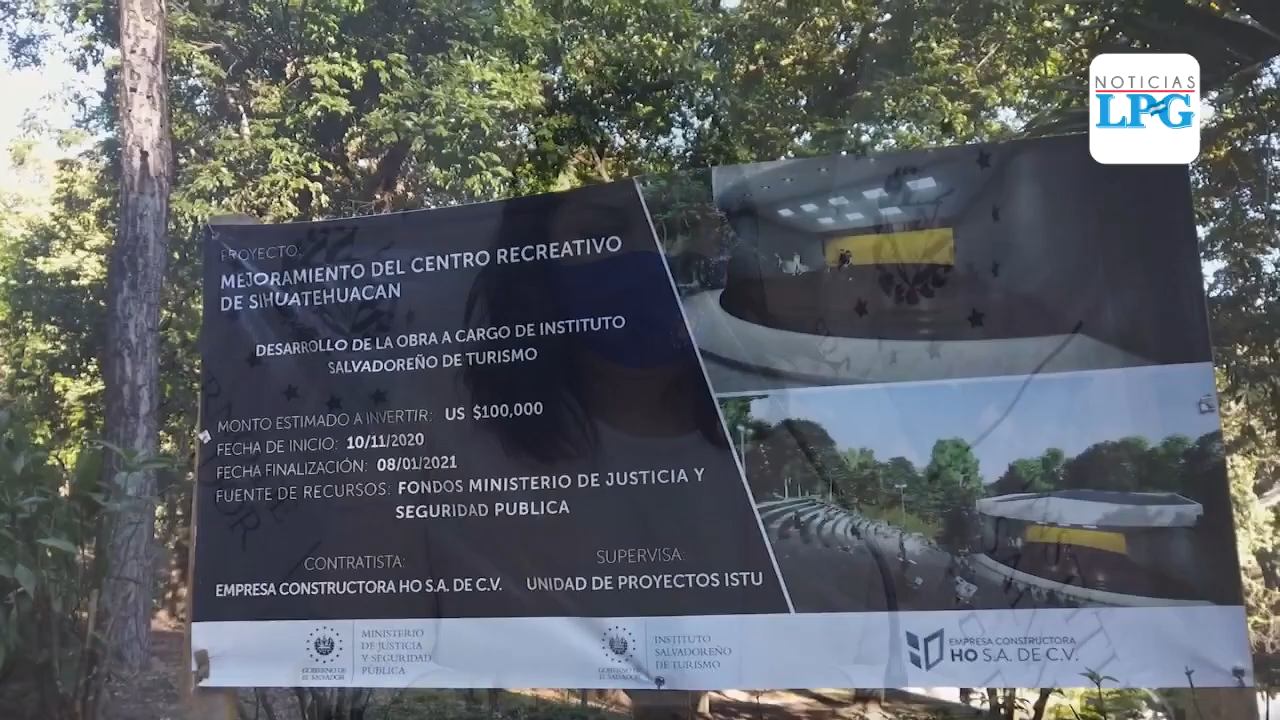 NOTICIAS
LPG
PROYECTO:
MEJORAMIENTO DEL CENTRO RECREATIVO
DE SIHUATEHUACAN
DESARROLLO DE LA OBRA A CARGO DE INSTITUTO
SALVADOREÑO DE TURISMO
MONTO ESTIMADO A INVERTIR: US $100,000
FECHA DE INICIO: 10/11/2020
FECHA FINALIZACIÓN: 08/01/2021
FUENTE DE RECURSOS: FONDOS MINISTERIO DE JUSTICIA Y
SEGURIDAD PUBLICA
CONTRATISTA:
EMPRESA CONSTRUCTORA HO S.A. DE C.V.
SUPERVISA:
UNIDAD DE PROYECTOS ISTU
GOBIERNO DE
EL SALVADOR
MINISTERIO
DE JUSTICIA
Y SEGURIDAD
PÚBLICA
GOBIERNO DE
EL SALVADOR
INSTITUTO
SALVADOREÑO
DE TURISMO
EMPRESA CONSTRUCTORA
HO S.A. DE C.V.